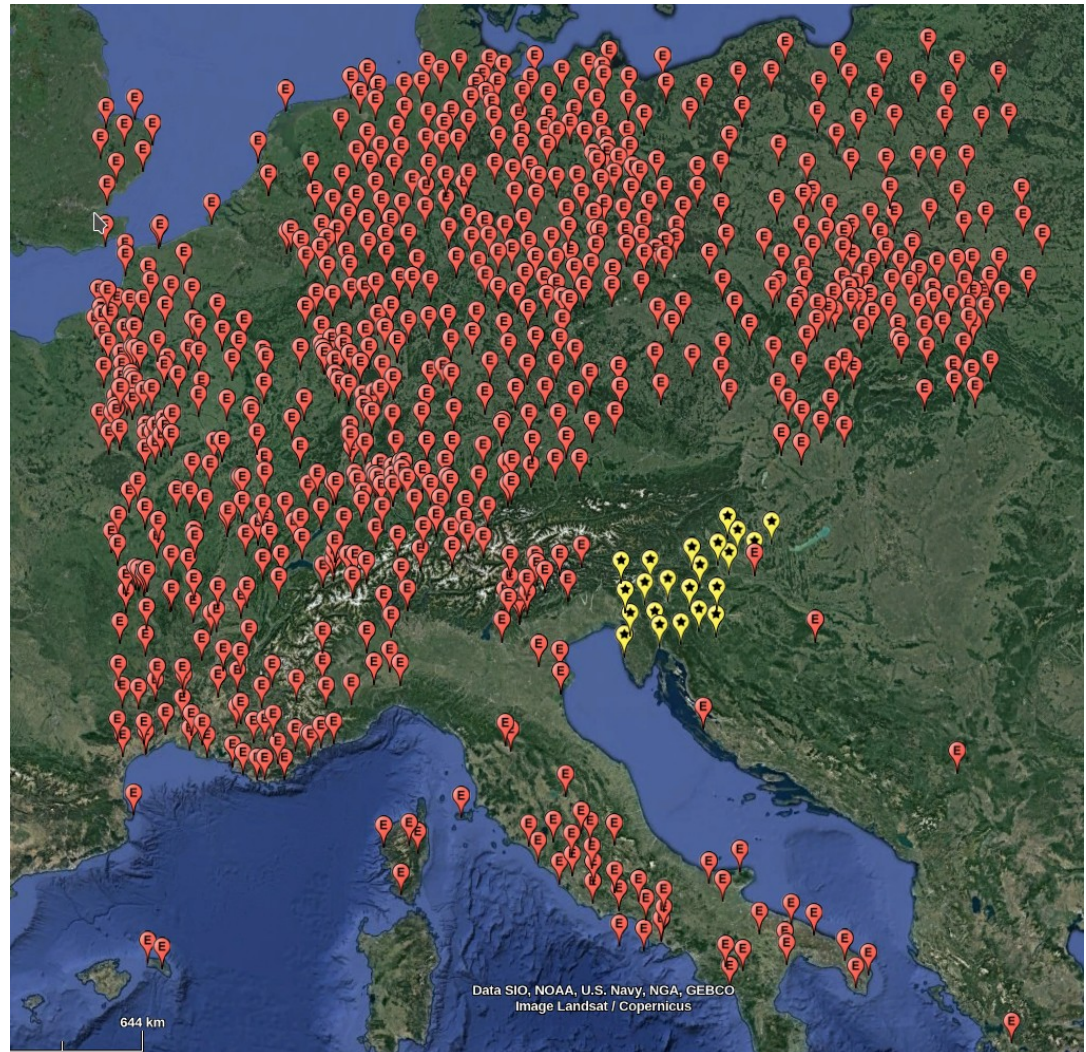 Data SIO, NOAA, U.S. Navy, NGA, GEBCO
Image Landsat / Copernicus
644 km